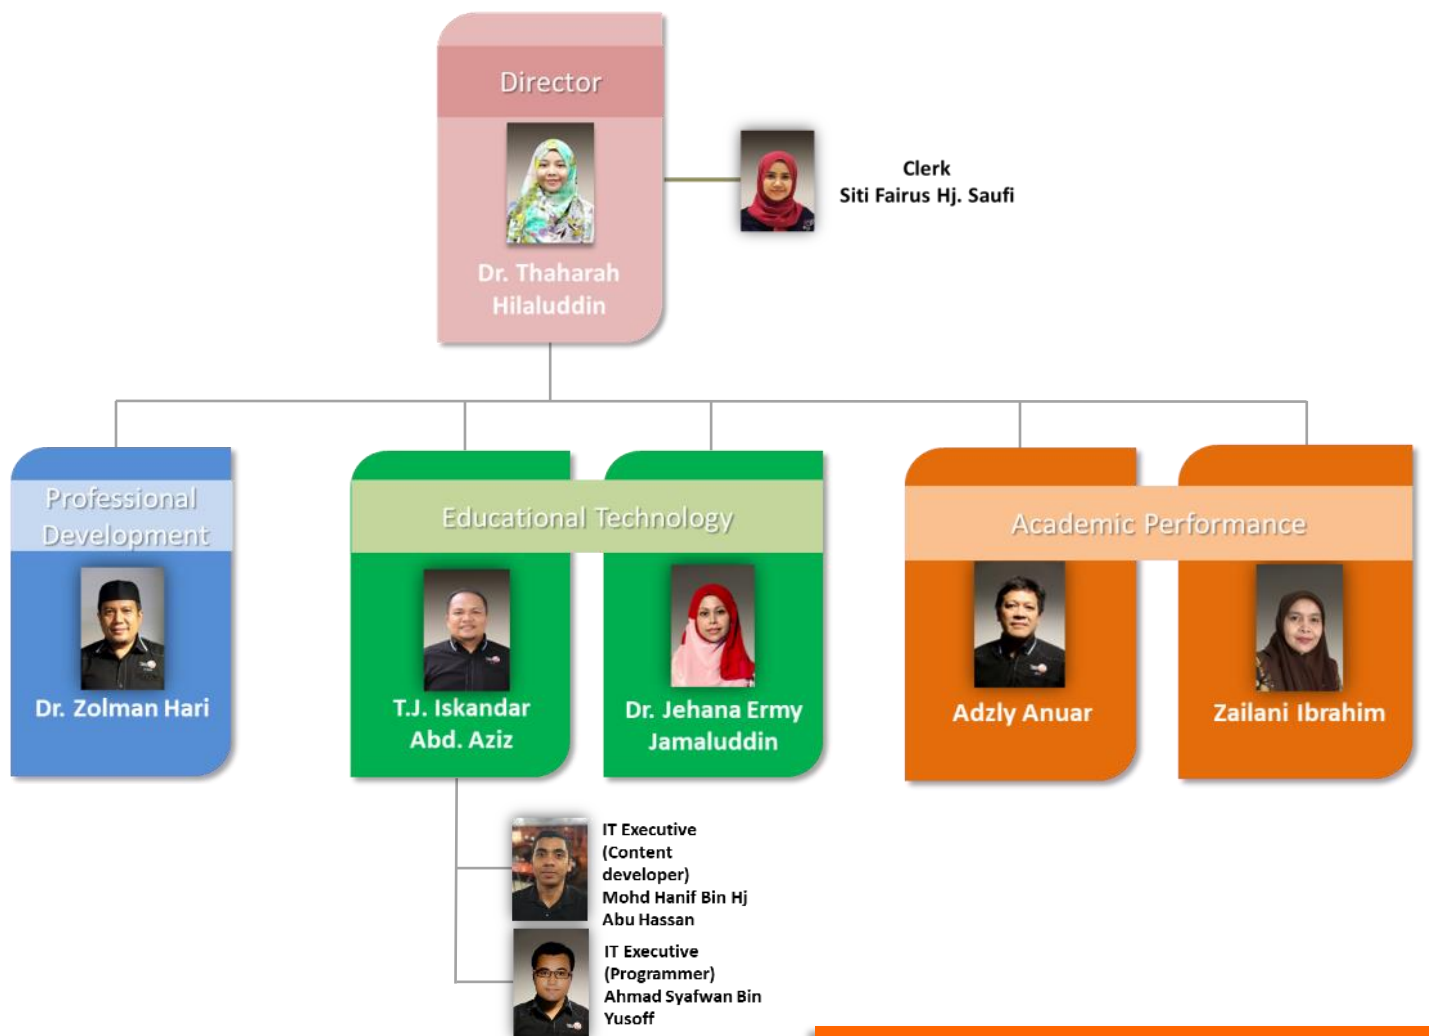 Director
Dr. Thaharah
Hilaluddin
Clerk
Siti Fairus Hj. Saufi
Professional
Development
Dr. Zolman Hari
Educational Technology
T.J. Iskandar
Abd. Aziz
Dr. Jehana Ermy
Jamaluddin
Academic Performance
Adzly Anuar
Zailani Ibrahim
IT Executive
(Content
developer)
Mohd Hanif Bin Hj
Abu Hassan
IT Executive
(Programmer)
Ahmad Syafwan Bin
Yusoff